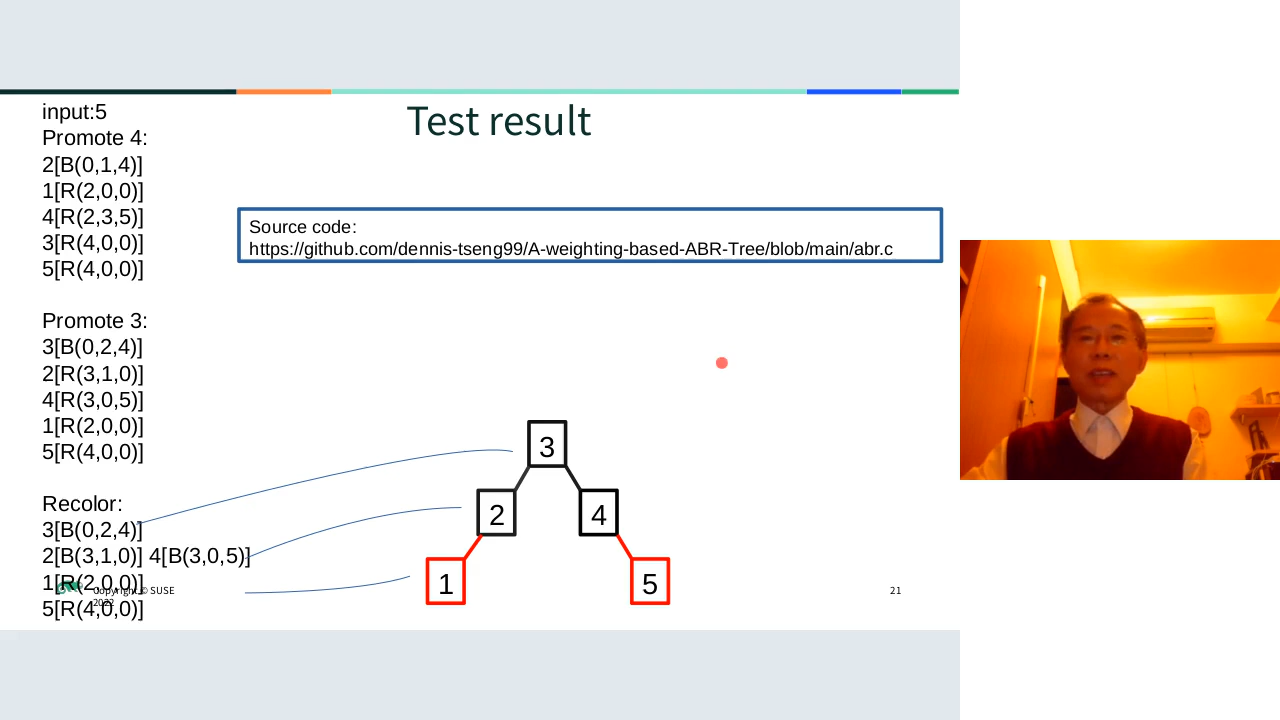 input:5
Promote 4:
2[B(0,1,4)]
1[R(2,0,0)]
4[R(2,3,5)]
3[R(4,0,0)]
5[R(4,0,0)]
Promote 3:
3[B(0,2,4)]
2[R(3,1,0)]
4[R(3,0,5)]
1[R(2,0,0)]
5[R(4,0,0)]
Recolor:
3[B(0,2,4)]
2[B(3,1,0)] 4[B(3,0,5)]
1[R(2,0,0)]
5[R(4,0,0)]
Test result
Source code:
https://github.com/dennis-tseng99/A-weighting-based-ABR-Tree/blob/main/abr.c
3
2
4
1
5
Copyright © SUSE
2022
21